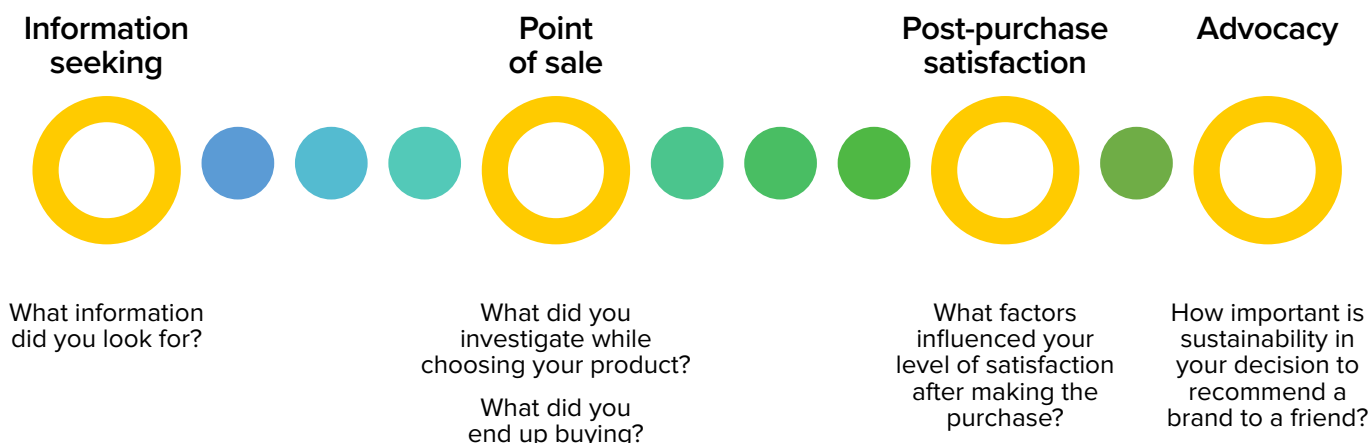 Information
seeking
What information
did you look for?
Point
of sale
What did you
investigate while
choosing your product?
What did you
end up buying?
Post-purchase
satisfaction
What factors
influenced your
level of satisfaction
after making the
purchase?
Advocacy
How important is
sustainability in
your decision to
recommend a
brand to a friend?